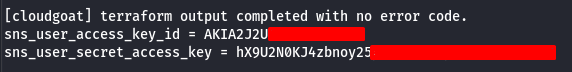 [cloudgoat] terraform output completed with no error code.
sns_user_access_key_id = AKIA2J2U
sns_user_secret_access_key = hX9U2N0KJ4zbnoy25